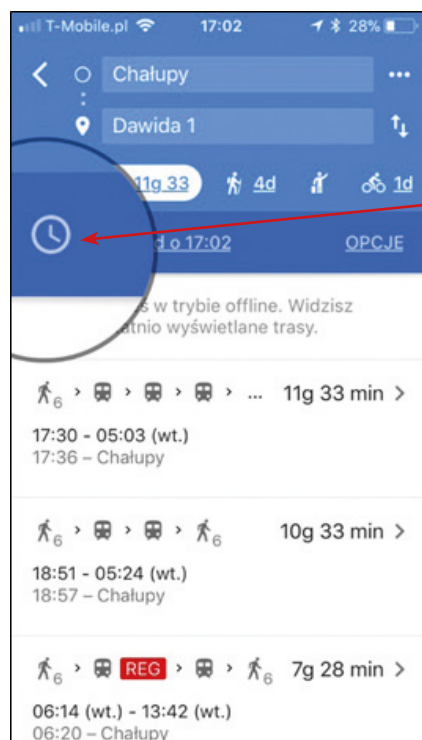 T-Mobile.pl 17:02 28%
Chałupy
Dawida 1
11g 33 4d 1d
d o 17:02 OPCJE
s w trybie offline. Widzisz
atnio wyświetlane trasy.
6 > > > > ... 11g 33 min >
17:30 - 05:03 (wt.)
17:36 – Chałupy
6 > > > 6 10g 33 min >
18:51 - 05:24 (wt.)
18:57 – Chałupy
6 > REG > > 6 7g 28 min >
06:14 (wt.) - 13:42 (wt.)
06:20 – Chałupy